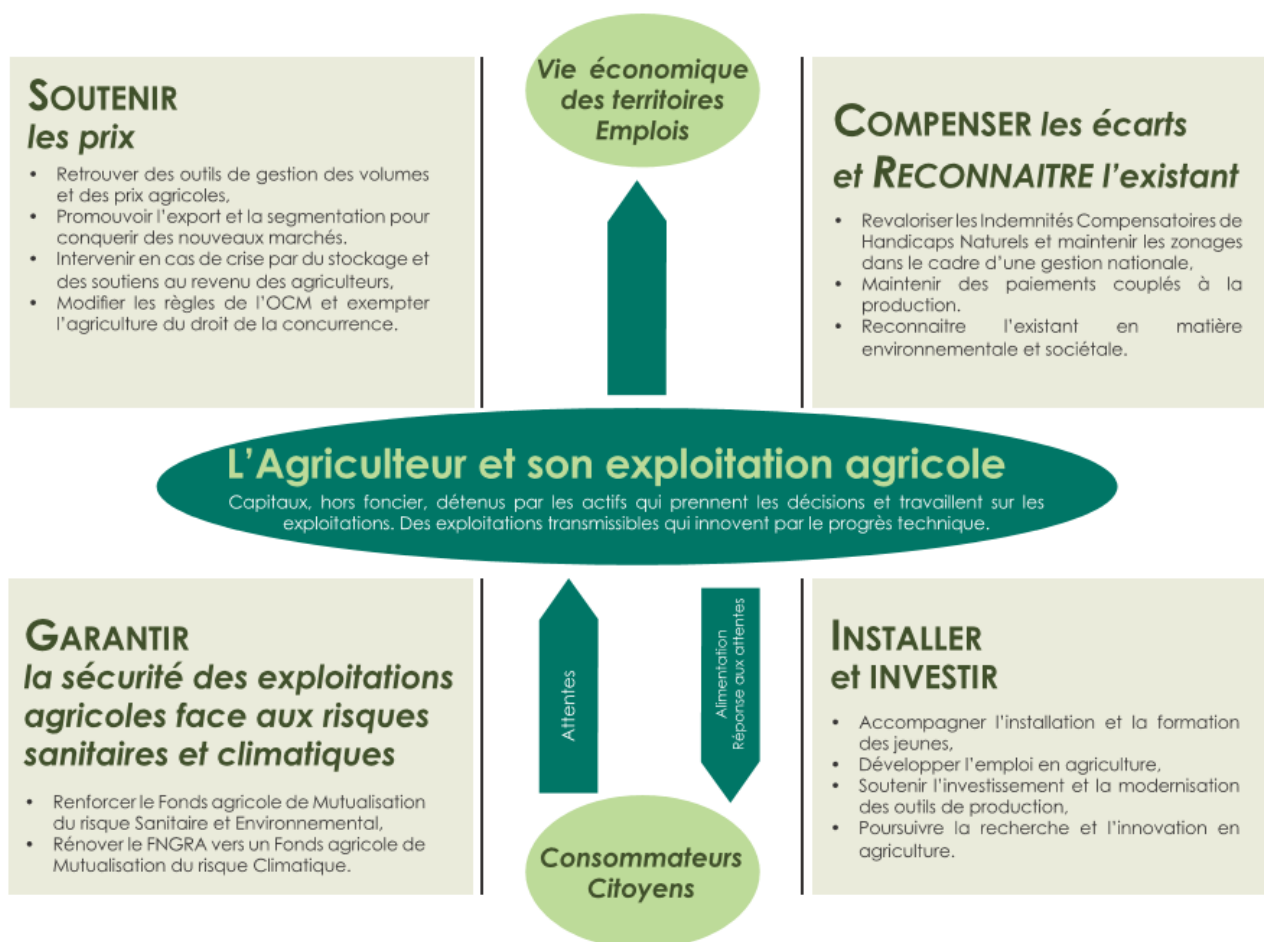 SOUTENIR
les prix
• Retrouver des outils de gestion des volumes
et des prix agricoles,
• Promouvoir l'export et la segmentation pour
conquerir des nouveaux marchés.
• Intervenir en cas de crise par du stockage et
des soutiens au revenu des agriculteurs,
• Modifier les règles de l'OCM et exempter
l'agriculture du droit de la concurrence.
Vie économique
des territoires
Emplois
COMPENSER les écarts
et RECONNAITRE l'existant
• Revaloriser les Indemnités Compensatoires de
Handicaps Naturels et maintenir les zonages
dans le cadre d'une gestion nationale,
• Maintenir des paiements couplés à la
production.
• Reconnaitre l'existant en matière
environnementale et sociétale.
L'Agriculteur et son exploitation agricole
Capitaux, hors foncier, détenus par les actifs qui prennent les décisions et travaillent sur les
exploitations. Des exploitations transmissibles qui innovent par le progrès technique.
GARANTIR
la sécurité des exploitations
agricoles face aux risques
sanitaires et climatiques
• Renforcer le Fonds agricole de Mutualisation
du risque Sanitaire et Environnemental,
• Rénover le FNGRA vers un Fonds agricole de
Mutualisation du risque Climatique.
Attentes
Alimentation
Réponse aux attentes
Consommateurs
Citoyens
INSTALLER
et INVESTIR
• Accompagner l'installation et la formation
des jeunes,
• Développer l'emploi en agriculture,
• Soutenir l'investissement et la modernisation
des outils de production,
• Poursuivre la recherche et l'innovation en
agriculture.